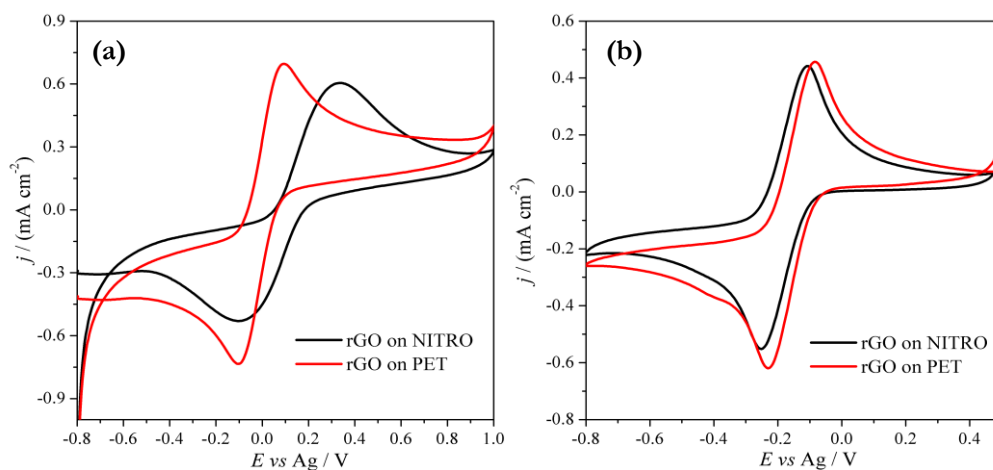 (a)
0.9
0.6
0.3
0.0
-0.3
-0.6
-0.9
j / (mA cm-2)
rGO on NITRO
rGO on PET
-0.8 -0.6 -0.4 -0.2 0.0 0.2 0.4 0.6 0.8 1.0
E vs Ag / V
(b)
0.6
0.4
0.2
0.0
-0.2
-0.4
-0.6
-0.8
j / (mA cm-2)
rGO on NITRO
rGO on PET
-0.8 -0.6 -0.4 -0.2 0.0 0.2 0.4
E vs Ag / V